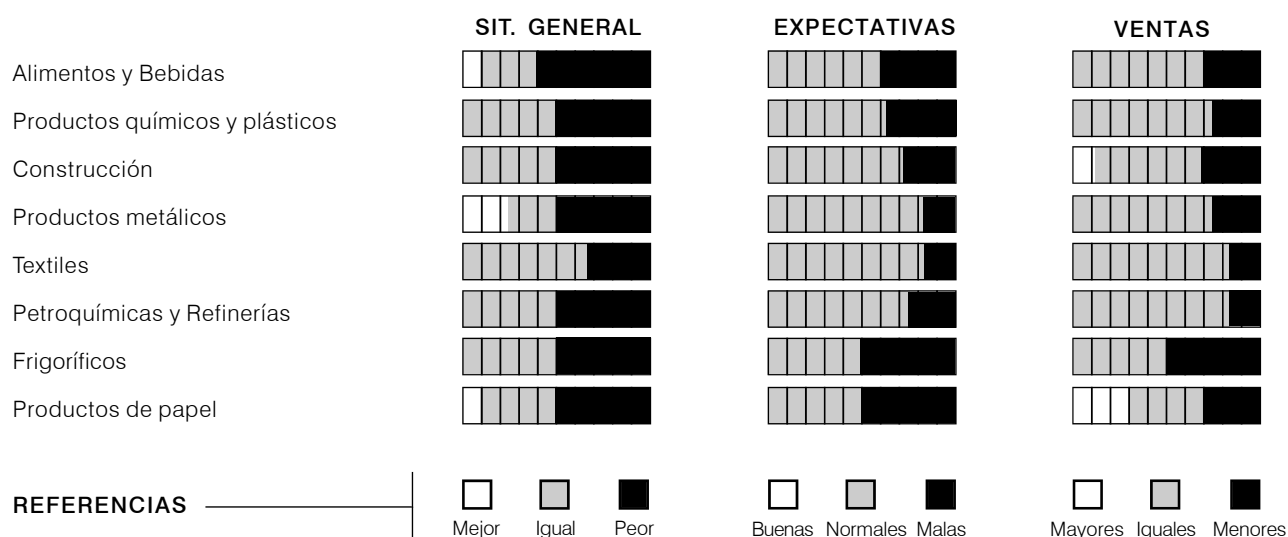 SIT. GENERAL EXPECTATIVAS VENTAS
Alimentos y Bebidas
Productos químicos y plásticos
Construcción
Productos metálicos
Textiles
Petroquímicas y Refinerías
Frigoríficos
Productos de papel
REFERENCIAS
Mejor Igual Peor Buenas Normales Malas Mayores Iguales Menores